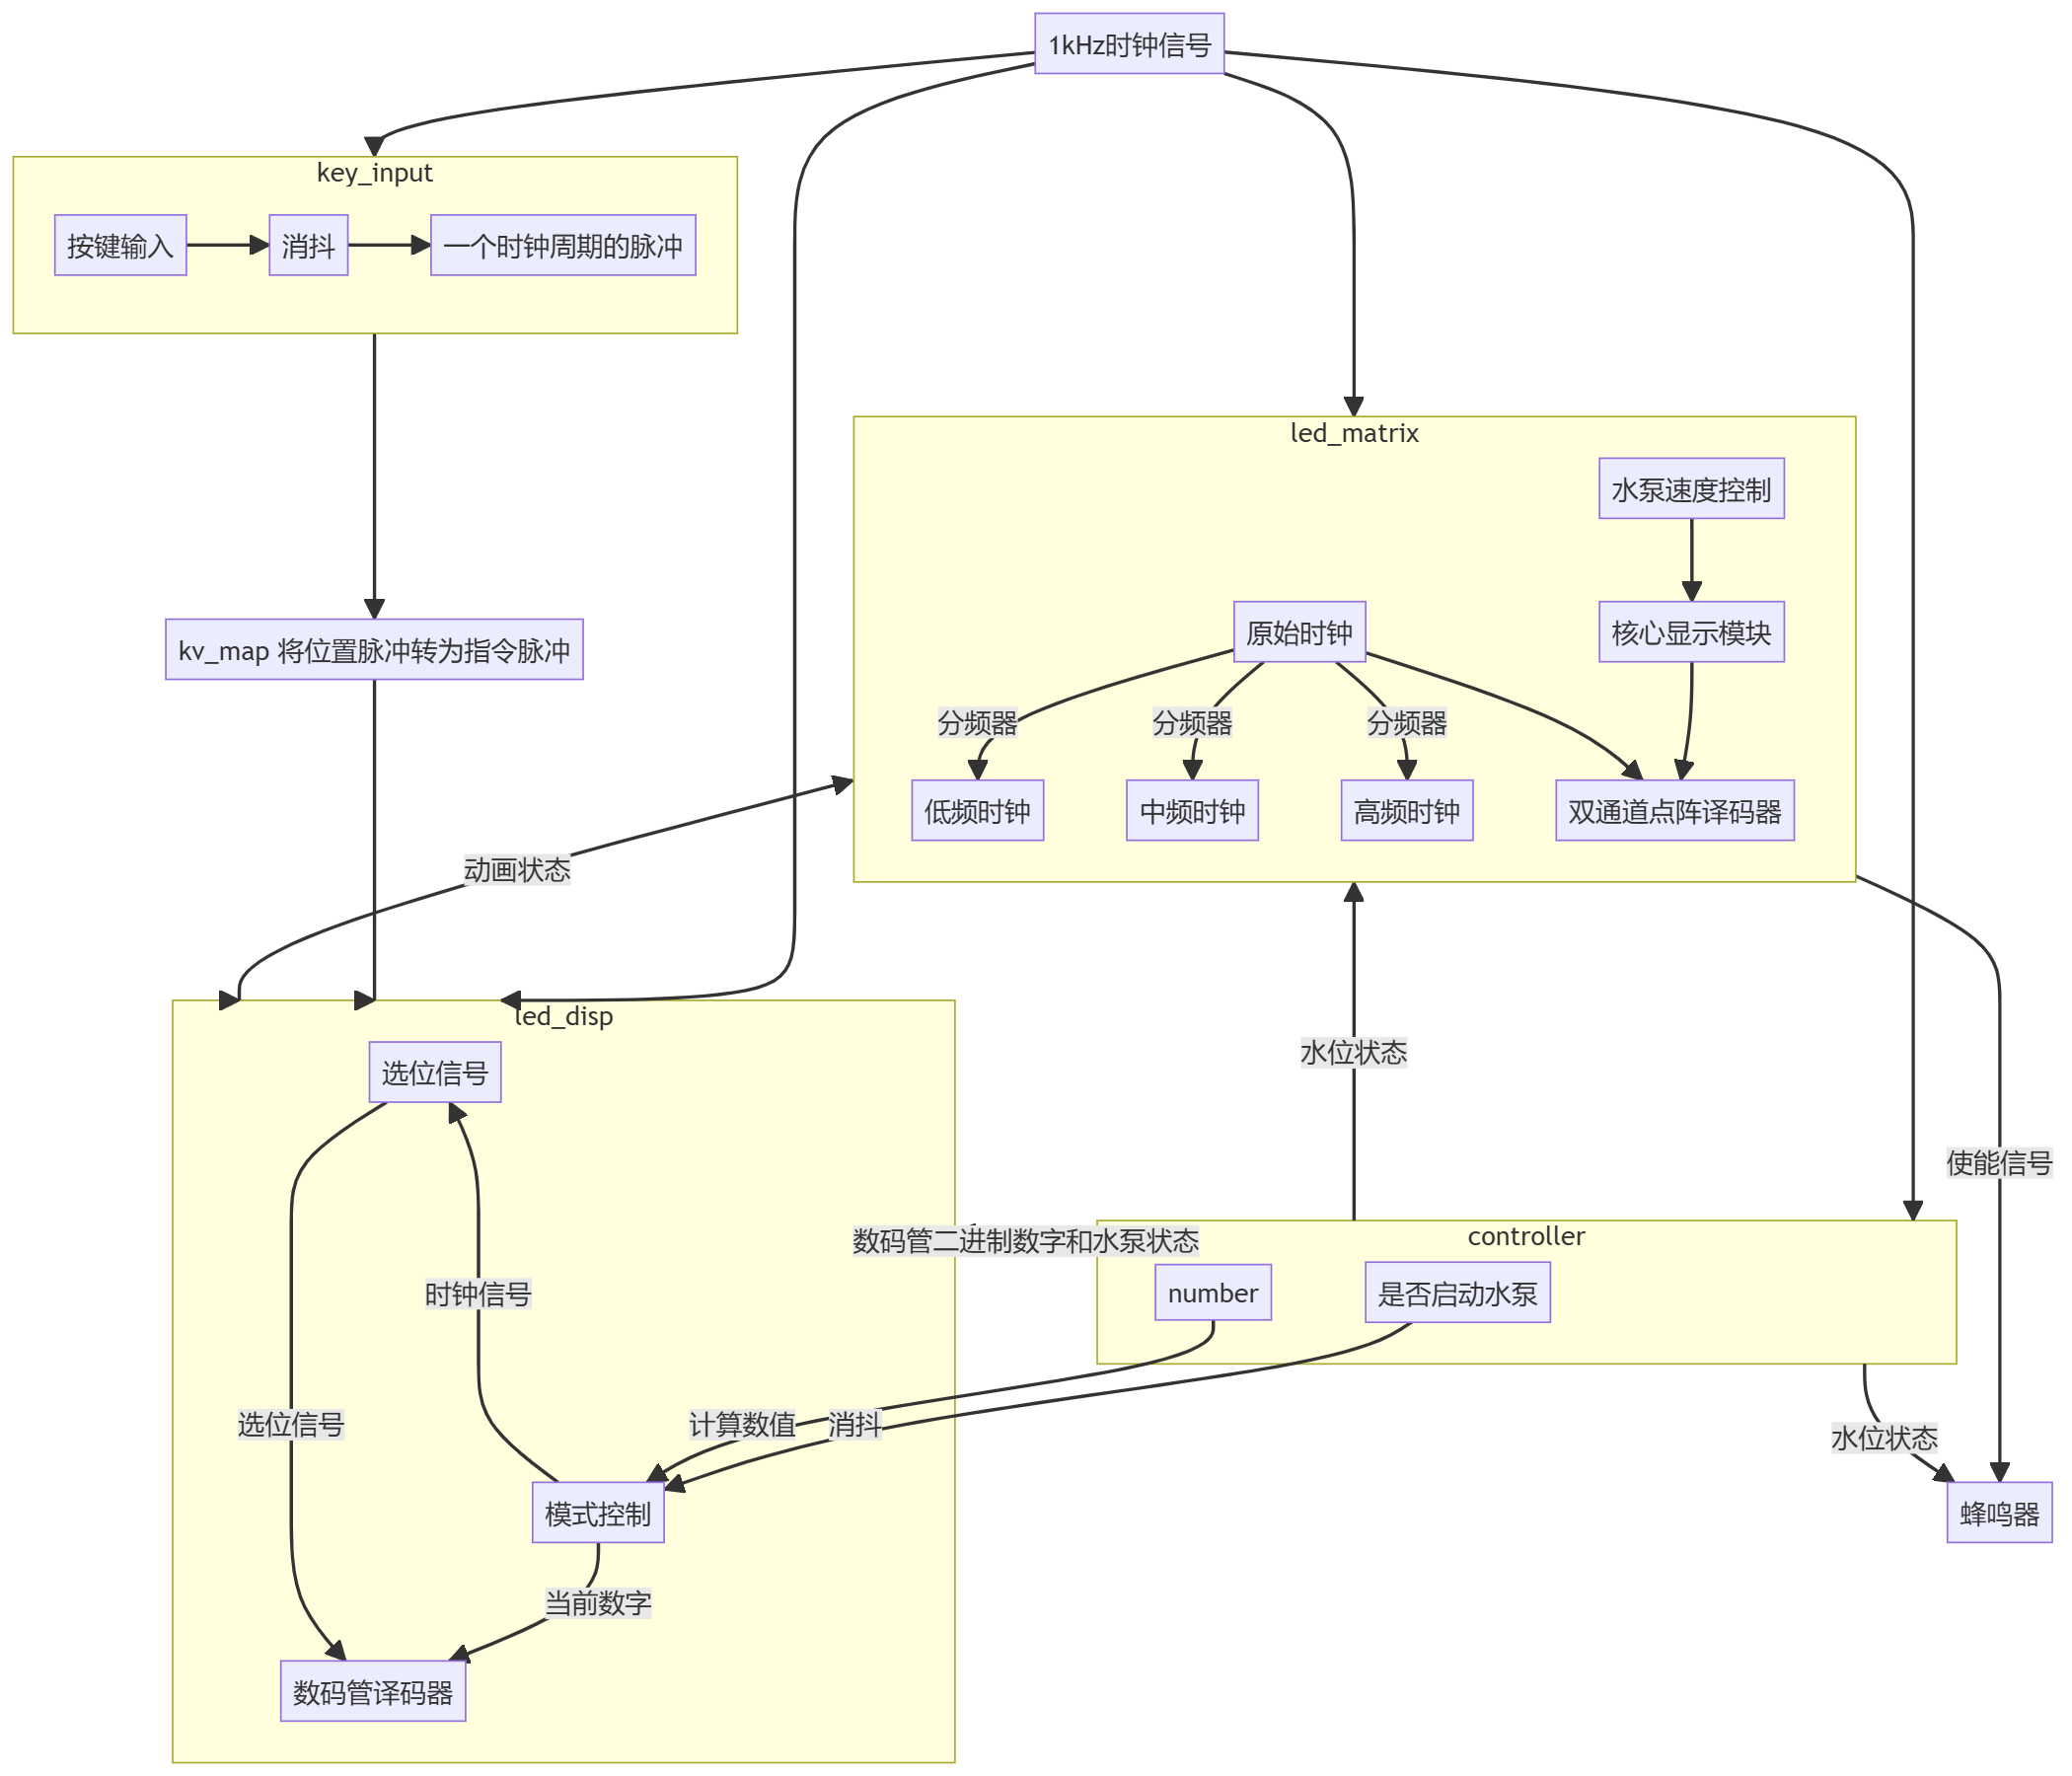 1kHz时钟信号
key_input
按键输入
消抖
一个时钟周期的脉冲
led_matrix
水泵速度控制
原始时钟
核心显示模块
kv_map 将位置脉冲转为指令脉冲
分频器
分频器
分频器
低频时钟
中频时钟
高频时钟
双通道点阵译码器
动画状态
led_disp
选位信号
水位状态
使能信号
数码管二进制数字和水泵状态
controller
时钟信号
number
是否启动水泵
选位信号
计算数值
消抖
水位状态
模式控制
蜂鸣器
当前数字
数码管译码器